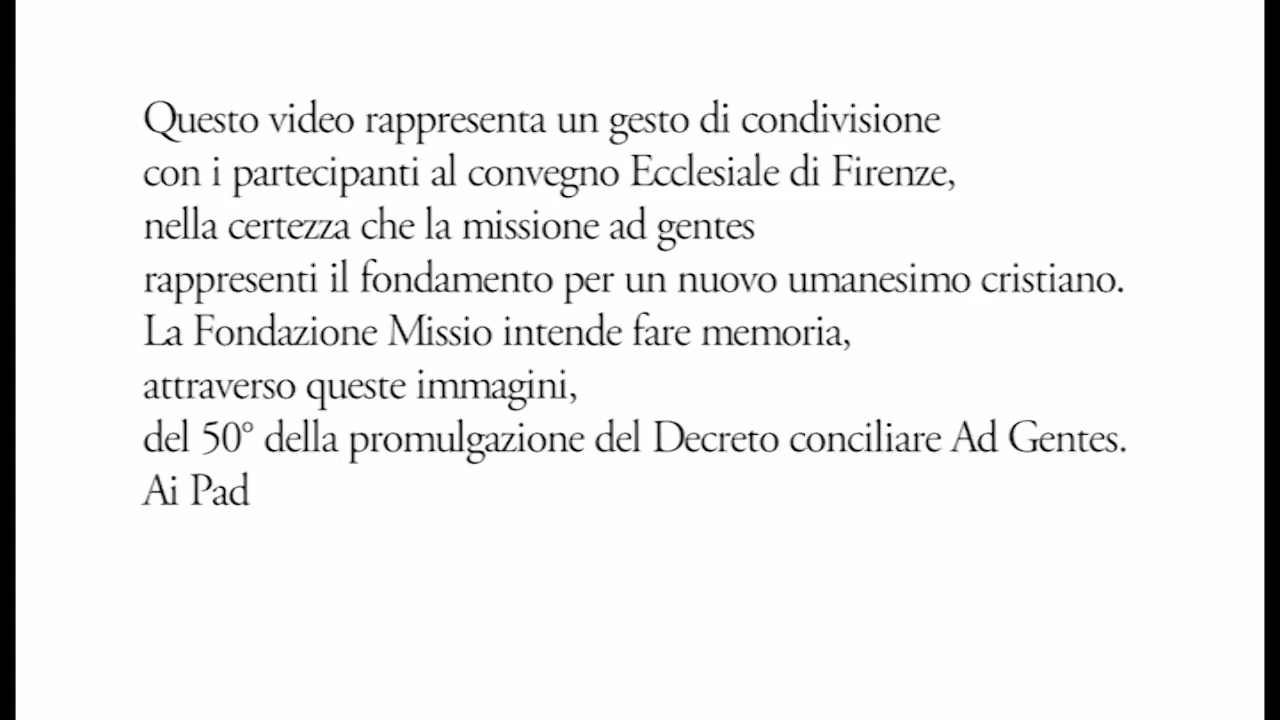 Questo video rappresenta un gesto di condivisione
con i partecipanti al convegno Ecclesiale di Firenze,
nella certezza che la missione ad gentes
rappresenti il fondamento per un nuovo umanesimo cristiano.
La Fondazione Missio intende fare memoria,
attraverso queste immagini,
del 50° della promulgazione del Decreto conciliare Ad Gentes.
Ai Pad